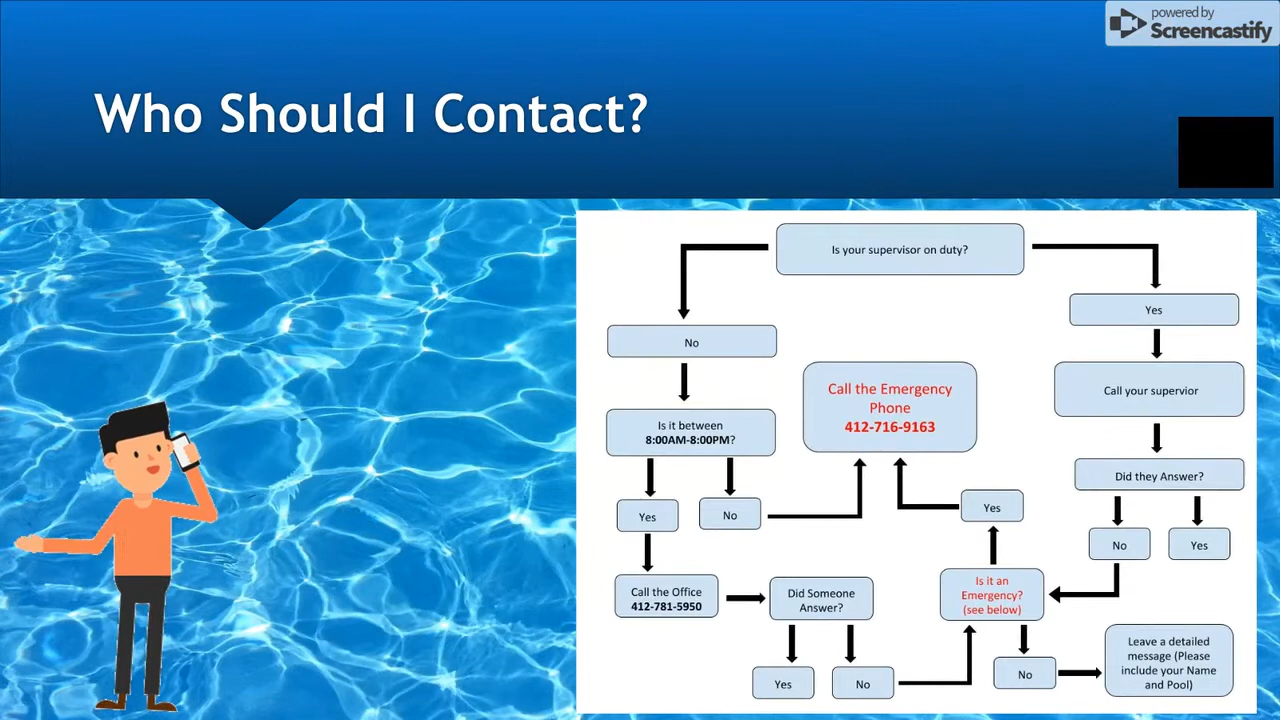 powered by
Screencastify
Who Should I Contact?
Is your supervisor on duty?
Yes
No
Call your supervior
Call the Emergency
Phone
412-716-9163
Is it between
8:00AM-8:00PM?
Did they Answer?
Yes
No
Yes
No
Yes
Call the Office
412-781-5950
Did Someone
Answer?
Is it an
Emergency?
(see below)
Leave a detailed
message (Please
include your Name
and Pool)
Yes
No
No